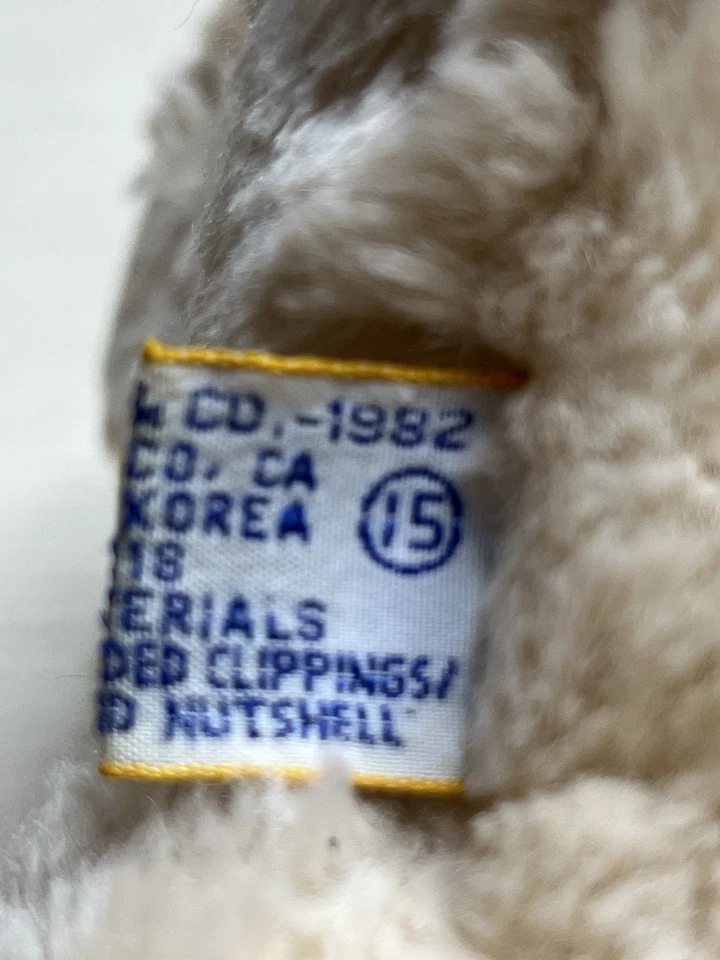 CO.-1982
CO. CA
KOREA 15
18
ERIALS
DED CLIPPINGS/
D NUTSHELL